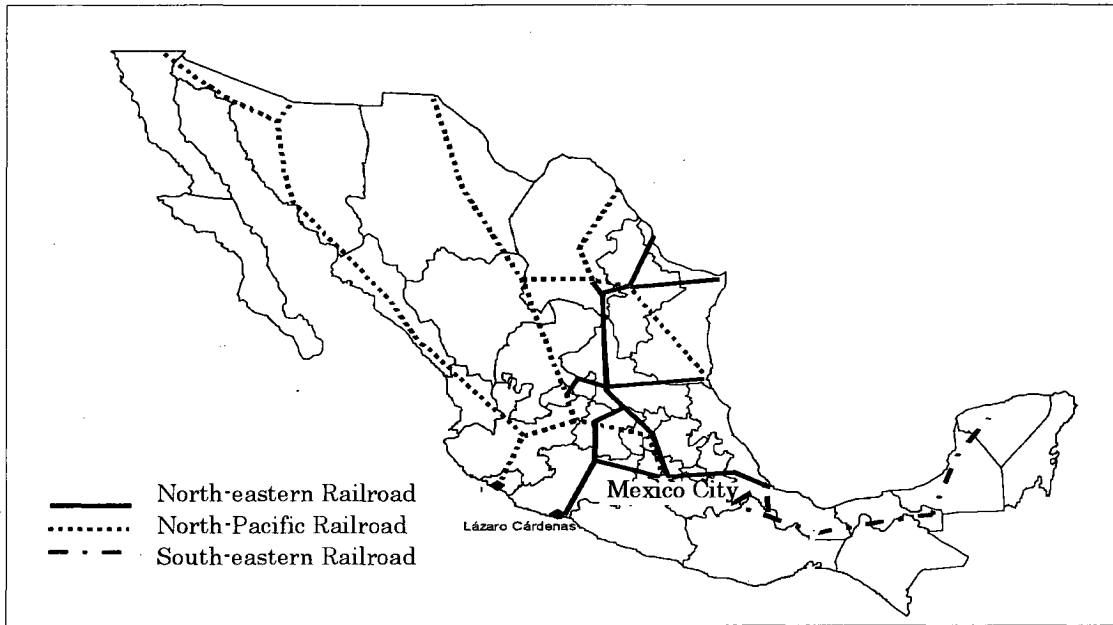 Mexico City
North-eastern Railroad
North-Pacific Railroad
Lázaro Cárdenas
South-eastern Railroad